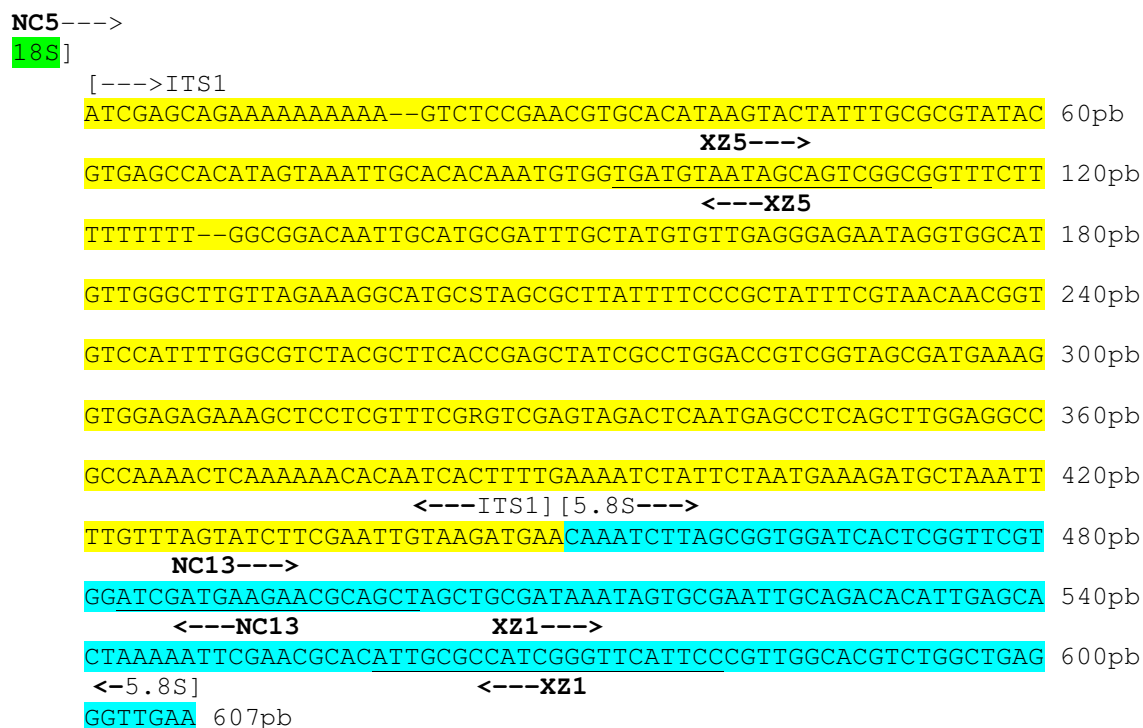 NC5--->
18S]
[--->ITS1
ATCGAGCAGAAAAAAAAAA--GTCTCCGAACGTGCACATAAGTACTATTTGCGCGTATAC 60pb
XZ5--->
GTGAGCCACATAGTAAATTGCACACAAATGTGGTGATGTAATAGCAGTCGGCGGTTTCTT 120pb
<---XZ5
TTTTTTT--GGCGGACAATTGCATGCGATTTGCTATGTGTTGAGGGAGAATAGGTGGCAT 180pb
GTTGGGCTTGTTAGAAAGGCATGCSTAGCGCTTATTTTCCCGCTATTTCGTAACAACGGT 240pb
GTCCATTTTGGCGTCTACGCTTCACCGAGCTATCGCCTGGACCGTCGGTAGCGATGAAAG 300pb
GTGGAGAGAAAGCTCCTCGTTTCGRGTCGAGTAGACTCAATGAGCCTCAGCTTGGAGGCC 360pb
GCCAAAACTCAAAAAACACAATCACTTTTGAAAATCTATTCTAATGAAAGATGCTAAATT 420pb
<---ITS1][5.8S--->
TTGTTTAGTATCTTCGAATTGTAAGATGAACAAATCTTAGCGGTGGATCACTCGGTTCGT 480pb
NC13--->
GGATCGATGAAGAACGCAGCTAGCTGCGATAAATAGTGCGAATTGCAGACACATTGAGCA 540pb
<---NC13 XZ1--->
CTAAAAATTCGAACGCACATTGCGCCATCGGGTTCATTCCCGTTGGCACGTCTGGCTGAG 600pb
<-5.8S] <---XZ1
GGTTGAA 607pb